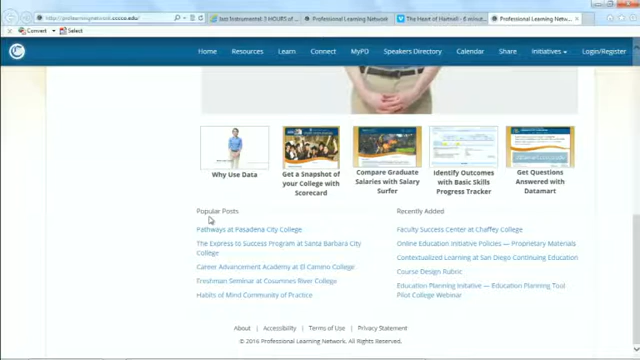 http://prolearningnetwork.cccco.edu/
Jazz Instrumental: 3 HOURS of ...
Professional Learning Network
The Heart of Hartnell - 6 minut...
Professional Learning Netw...
Connect
Select
Home Resources Learn Connect MyPD Speakers Directory Calendar Share Initiatives Login/Register
Why Use Data
Get a Snapshot of
your College with
Scorecard
Compare Graduate
Salaries with Salary
Surfer
Identify Outcomes
with Basic Skills
Progress Tracker
Get Questions
Answered with
Datamart
Popular Posts
Pathways at Pasadena City College
The Express to Success Program at Santa Barbara City
College
Career Advancement Academy at El Camino College
Freshman Seminar at Cosumnes River College
Habits of Mind Community of Practice
Recently Added
Faculty Success Center at Chaffey College
Online Education Initiative Policies — Proprietary Materials
Contextualized Learning at San Diego Continuing Education
Course Design Rubric
Education Planning Initiative — Education Planning Tool
Pilot College Webinar
About | Accessibility | Terms of Use | Privacy Statement
© 2016 Professional Learning Network. All Rights Reserved.